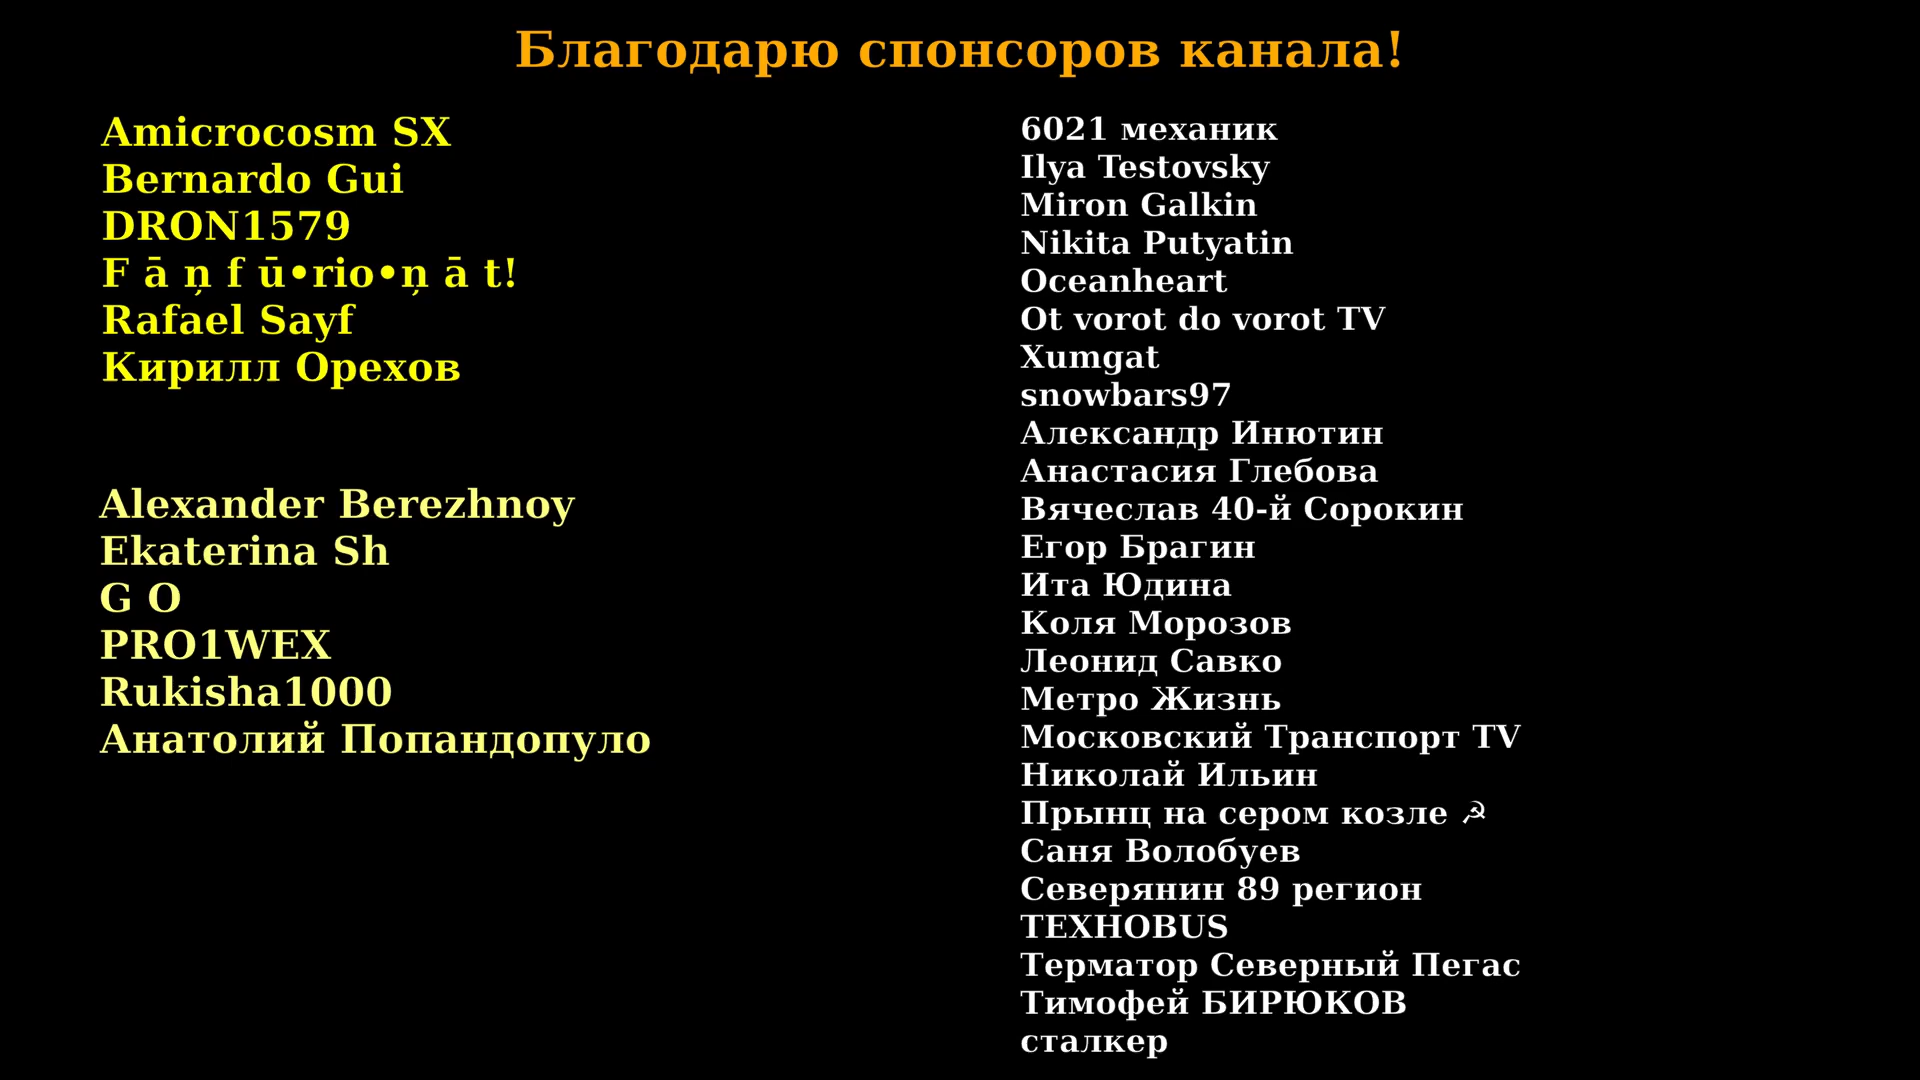 Благодарю спонсоров канала!
Amicrocosm SX
Bernardo Gui
DRON1579
F ā ņ f ū•rio•ņ ā t!
Rafael Sayf
Кирилл Орехов
Alexander Berezhnoy
Ekaterina Sh
G O
PRO1WEX
Rukisha1000
Анатолий Попандопуло
6021 механик
Ilya Testovsky
Miron Galkin
Nikita Putyatin
Oceanheart
Ot vorot do vorot TV
Xumgat
snowbars97
Александр Инютин
Анастасия Глебова
Вячеслав 40-й Сорокин
Егор Брагин
Ита Юдина
Коля Морозов
Леонид Савко
Метро Жизнь
Московский Транспорт TV
Николай Ильин
Прынц на сером козле ☭
Саня Волобуев
Северянин 89 регион
ТЕХНОBUS
Терматор Северный Пегас
Тимофей БИРЮКОВ
сталкер